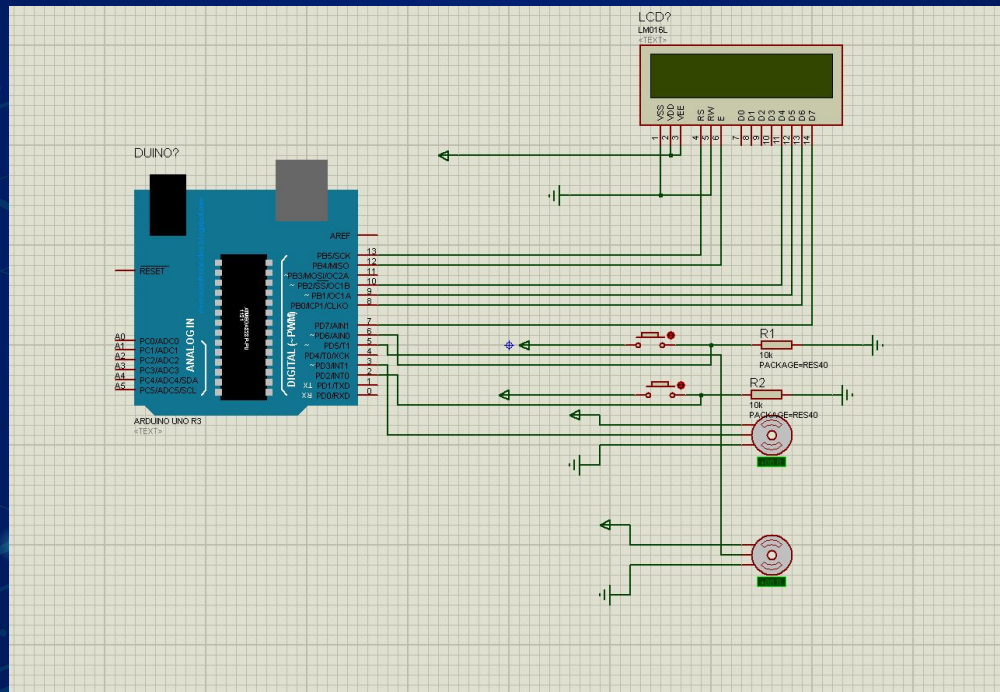 LCD?
LM016L
<TEXT>
VSS
VDD
VEE
RS
RW
E
D0
D1
D2
D3
D4
D5
D6
D7
1
2
3
4
5
6
7
8
9
10
11
12
13
14
DUINO?
AREF
RESET
PB5/SCK 13
PB4/MISO 12
~PB3/MOSI/OC2A 11
~PB2/SS/OC1B 10
~PB1/OC1A 9
PB0/ICP1/CLKO 8
PD7/AIN1 7
~PD6/AIN0 6
~PD5/T1 5
PD4/T0/XCK 4
~PD3/INT1 3
PD2/INT0 2
TX PD1/TXD 1
RX PD0/RXD 0
DIGITAL (~PWM)
ANALOG IN
A0 PC0/ADC0
A1 PC1/ADC1
A2 PC2/ADC2
A3 PC3/ADC3
A4 PC4/ADC4/SDA
A5 PC5/ADC5/SCL
ARDUINO UNO R3
<TEXT>
R1
10k
PACKAGE=RES40
R2
10k
PACKAGE=RES40